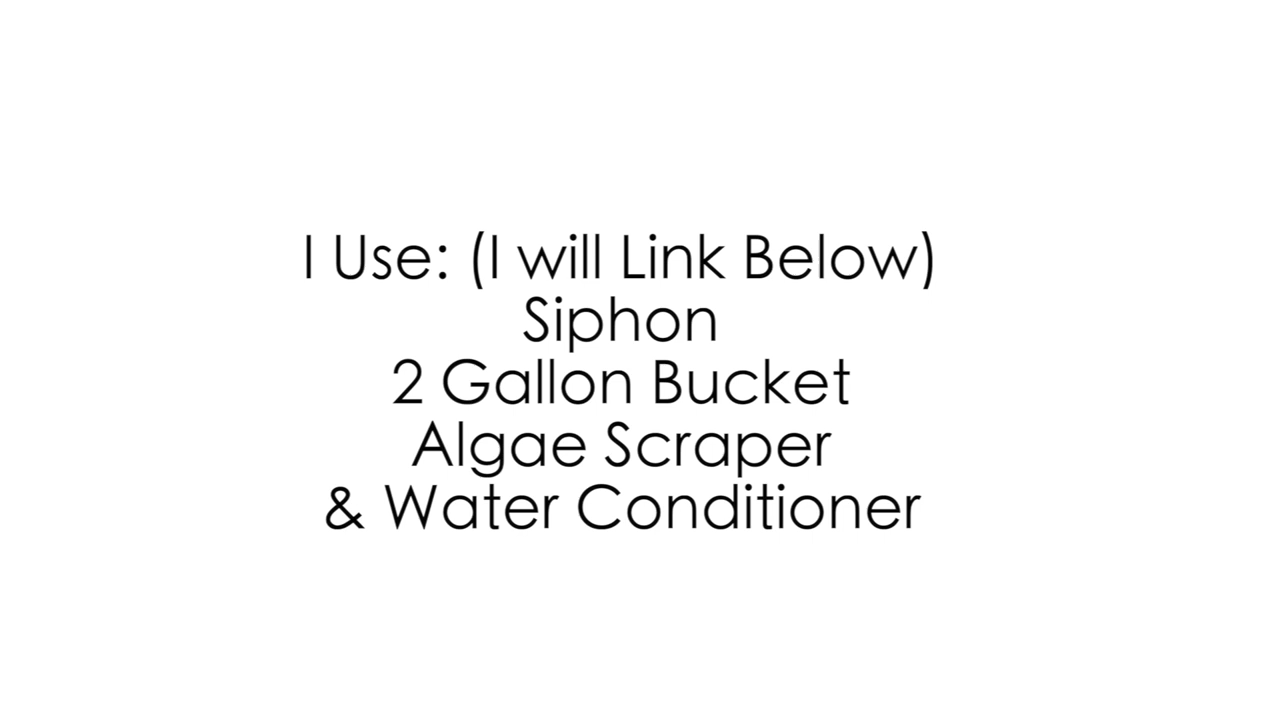 I Use: (I will Link Below)
Siphon
2 Gallon Bucket
Algae Scraper
& Water Conditioner